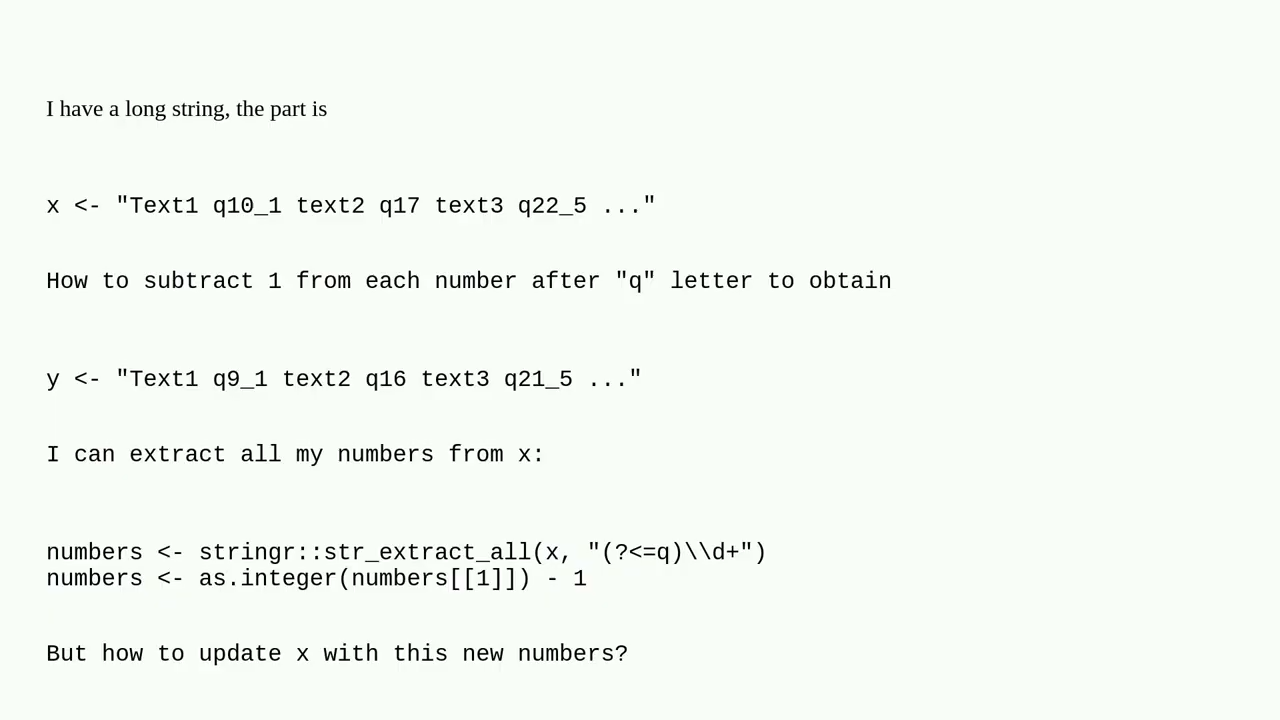 I have a long string, the part is
x <- "Text1 q10_1 text2 q17 text3 q22_5 ..."
How to subtract 1 from each number after "q" letter to obtain
y <- "Text1 q9_1 text2 q16 text3 q21_5 ..."
I can extract all my numbers from x:
numbers <- stringr::str_extract_all(x, "(?<=q)\\d+")
numbers <- as.integer(numbers[[1]]) - 1
But how to update x with this new numbers?